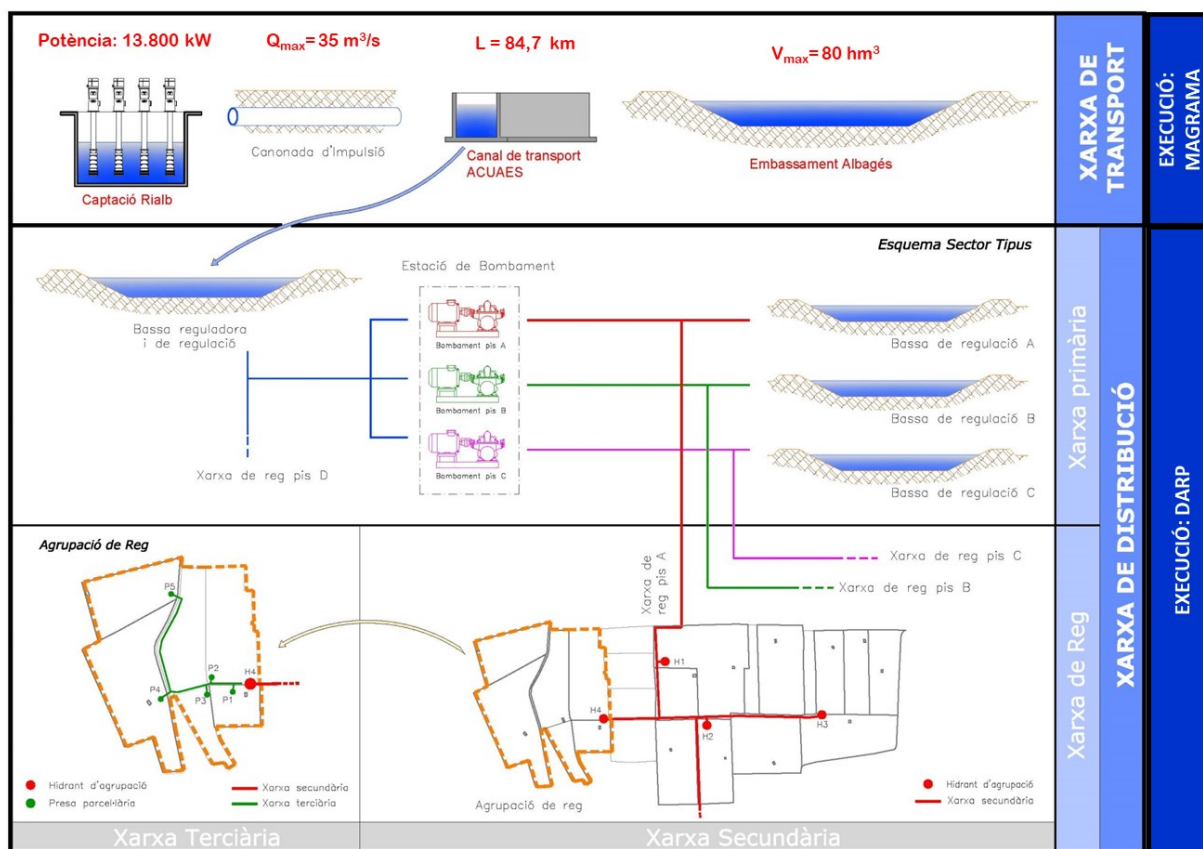 Potència: 13.800 kW
Qmax= 35 m³/s
L = 84,7 km
Vmax= 80 hm³
Canonada d'Impulsió
Captació Rialb
Canal de transport
ACUAES
Embassament Albagés
XARXA DE
TRANSPORT
EXECUCIÓ:
MAGRAMA
Esquema Sector Tipus
Estació de Bombament
Bassa reguladora
i de regulació
Bombament pis A
Bombament pis B
Bombament pis C
Bassa de regulació A
Bassa de regulació B
Bassa de regulació C
Xarxa de reg pis D
Xarxa primària
XARXA DE DISTRIBUCIÓ
EXECUCIÓ: DARP
Agrupació de Reg
Xarxa de
reg pis A
Xarxa de reg pis C
Xarxa de reg pis B
Xarxa de Reg
P5
P4
P2
P3
P1
H4
H1
H4
H2
H3
Hidrant d'agrupació
Presa parcel·lària
Xarxa secundària
Xarxa terciària
Agrupació de reg
Hidrant d'agrupació
Xarxa secundària
Xarxa Terciària
Xarxa Secundària